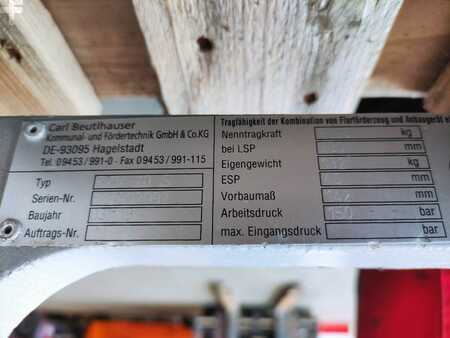 Carl Beutlhauser
Kommunal- und Fördertechnik GmbH & Co.KG
DE-93095 Hagelstadt
Tel. 09453/991-0 - Fax 09453/991-115
Typ
Serien-Nr.
Baujahr
Auftrags-Nr.
Tragfähigkeit der Kombination von Flurförderzeug und Anbaugerät
Nenntragkraft kg
bei LSP mm
Eigengewicht kg
ESP mm
Vorbaumaß mm
Arbeitsdruck 150 bar
max. Eingangsdruck bar